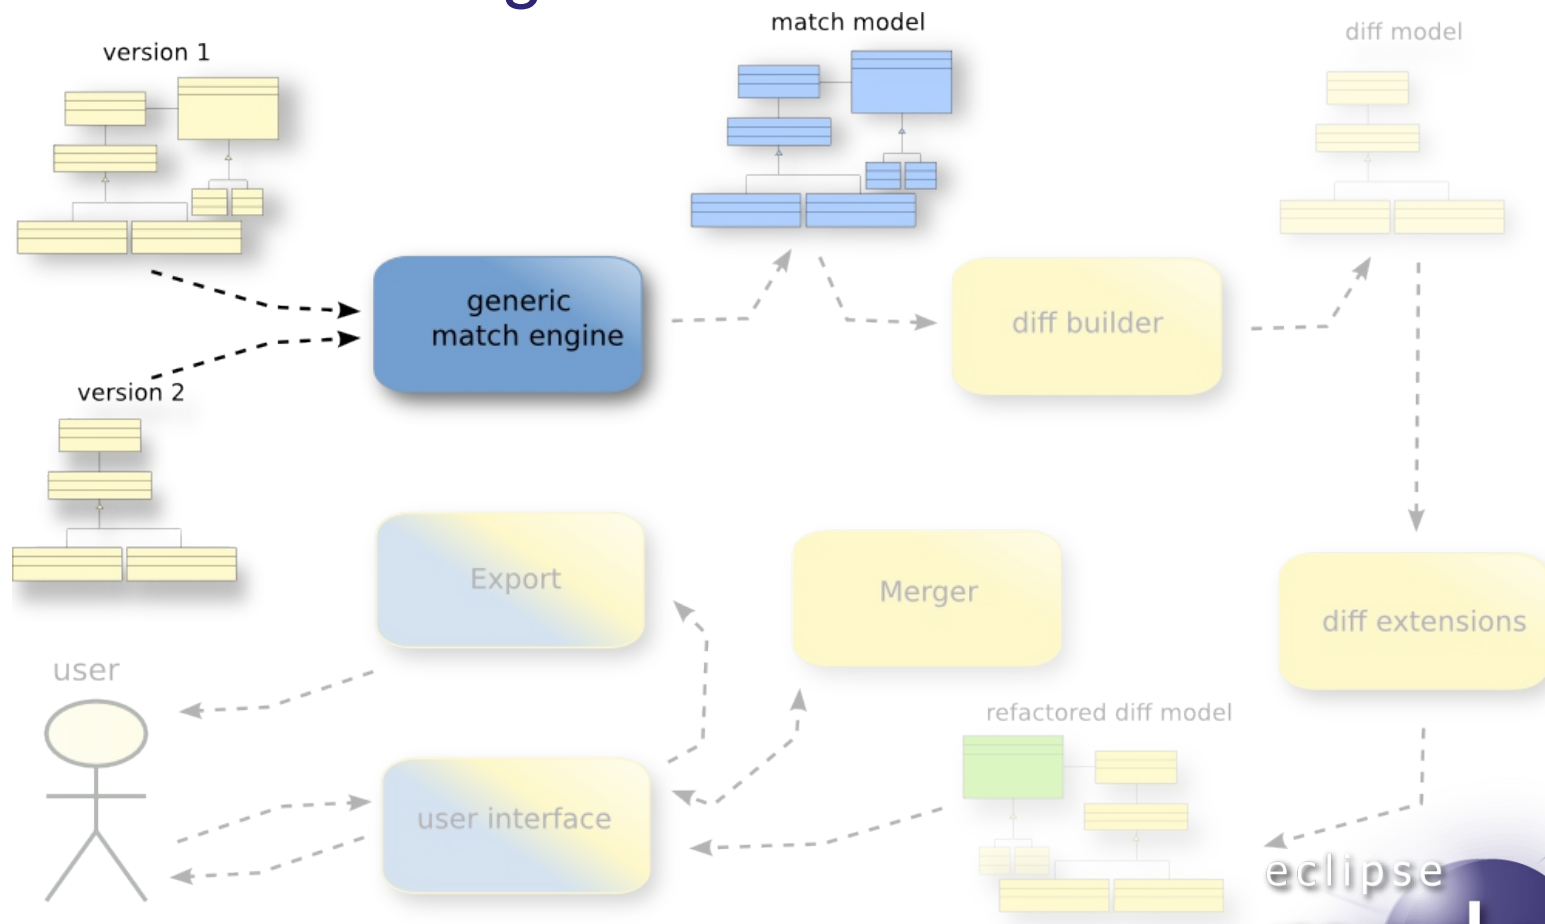 match model
diff model
version 1
generic
match engine
diff builder
version 2
Export
Merger
diff extensions
user
refactored diff model
user interface
eclipse